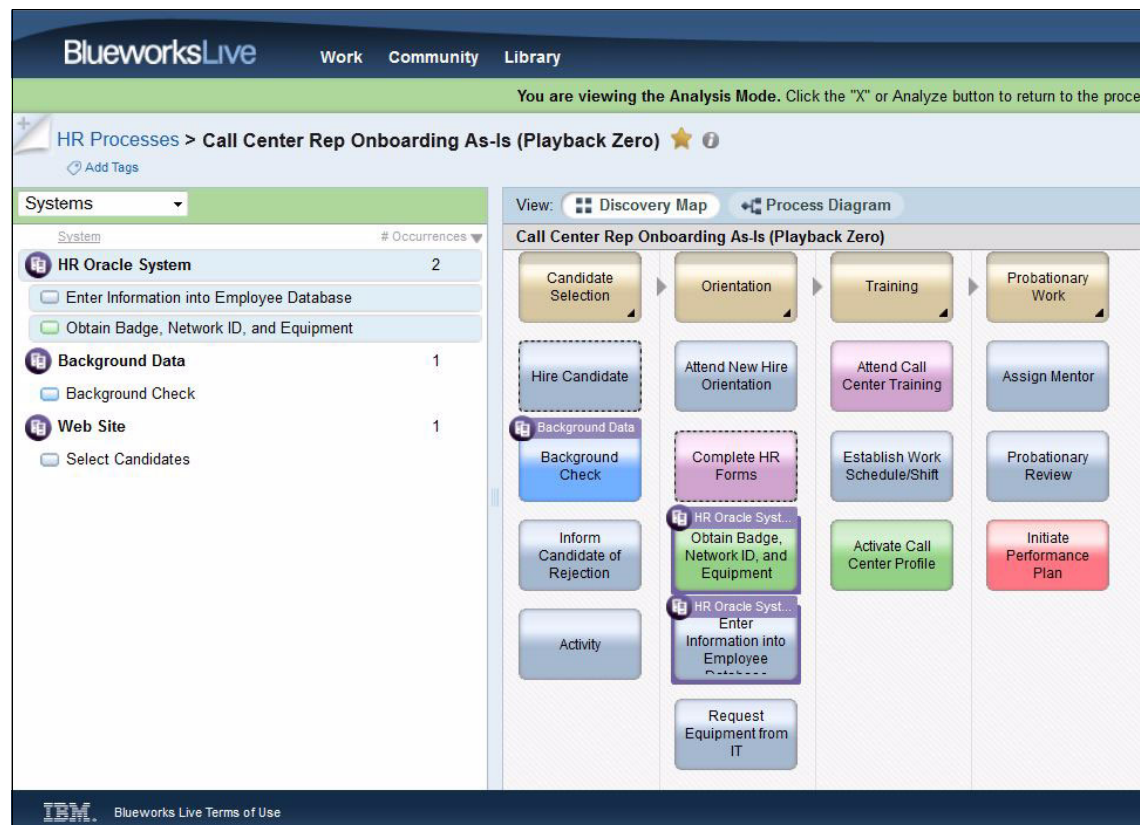 BlueworksLive
Work Community Library
You are viewing the Analysis Mode. Click the "X" or Analyze button to return to the proce
HR Processes > Call Center Rep Onboarding As-Is (Playback Zero)
Add Tags
Systems
System # Occurrences
HR Oracle System 2
Enter Information into Employee Database
Obtain Badge, Network ID, and Equipment
Background Data 1
Background Check
Web Site 1
Select Candidates
View: Discovery Map Process Diagram
Call Center Rep Onboarding As-Is (Playback Zero)
Candidate
Selection
Orientation
Training
Probationary
Work
Hire Candidate
Attend New Hire
Orientation
Attend Call
Center Training
Assign Mentor
Background Data
Background
Check
Complete HR
Forms
Establish Work
Schedule/Shift
Probationary
Review
Inform
Candidate of
Rejection
HR Oracle Syst...
Obtain Badge,
Network ID, and
Equipment
Activate Call
Center Profile
Initiate
Performance
Plan
Activity
HR Oracle Syst...
Enter
Information into
Employee
Database
Request
Equipment from
IT
IBM. Blueworks Live Terms of Use